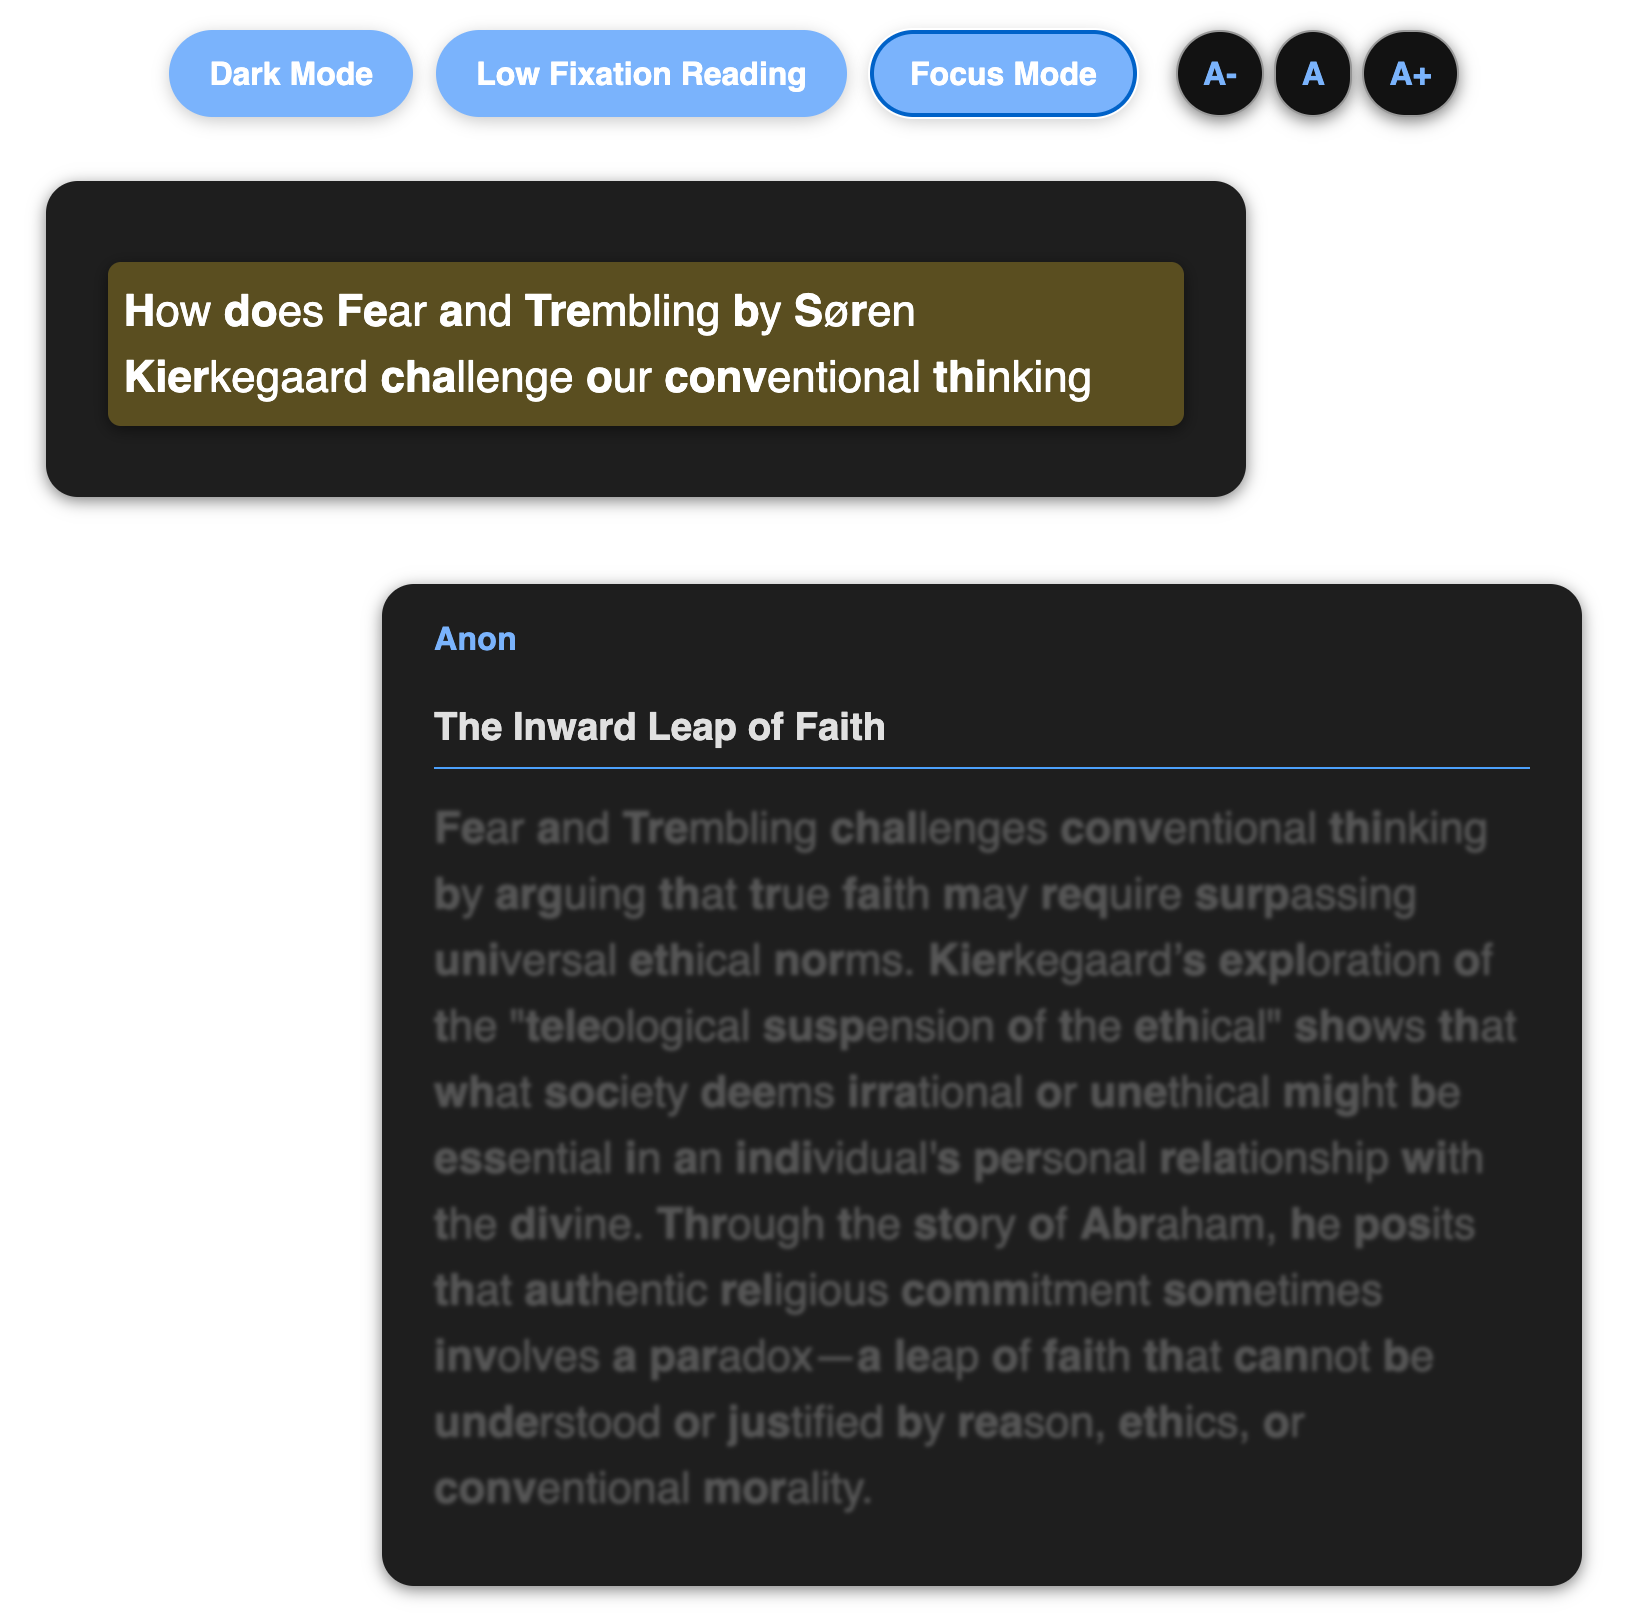 Dark Mode Low Fixation Reading Focus Mode A- A A+
How does Fear and Trembling by Søren
Kierkegaard challenge our conventional thinking
Anon
The Inward Leap of Faith
Fear and Trembling challenges conventional thinking
by arguing that true faith may require surpassing
universal ethical norms. Kierkegaard's exploration of
the "teleological suspension of the ethical" shows that
what society deems irrational or unethical might be
essential in an individual's personal relationship with
the divine. Through the story of Abraham, he posits
that authentic religious commitment sometimes
involves a paradox—a leap of faith that cannot be
understood or justified by reason, ethics, or
conventional morality.